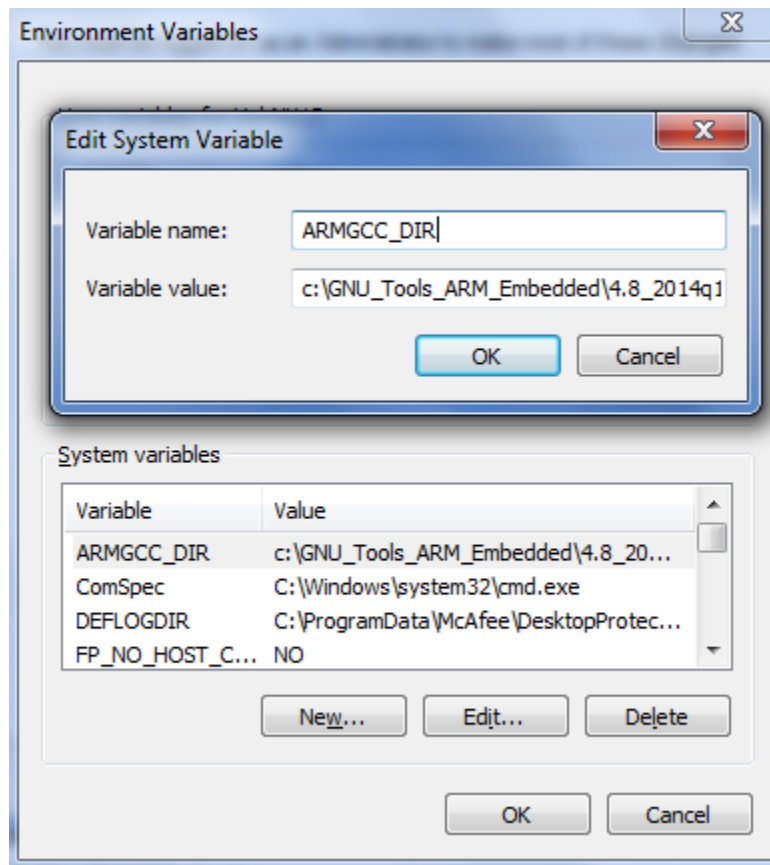 Environment Variables
Edit System Variable
Variable name:
ARMGCC_DIR
Variable value:
c:\GNU_Tools_ARM_Embedded\4.8_2014q1
OK
Cancel
System variables
Variable Value
ARMGCC_DIR c:\GNU_Tools_ARM_Embedded\4.8_20...
ComSpec C:\Windows\system32\cmd.exe
DEFLOGDIR C:\ProgramData\McAfee\DesktopProtec...
FP_NO_HOST_C... NO
New... Edit... Delete
OK Cancel